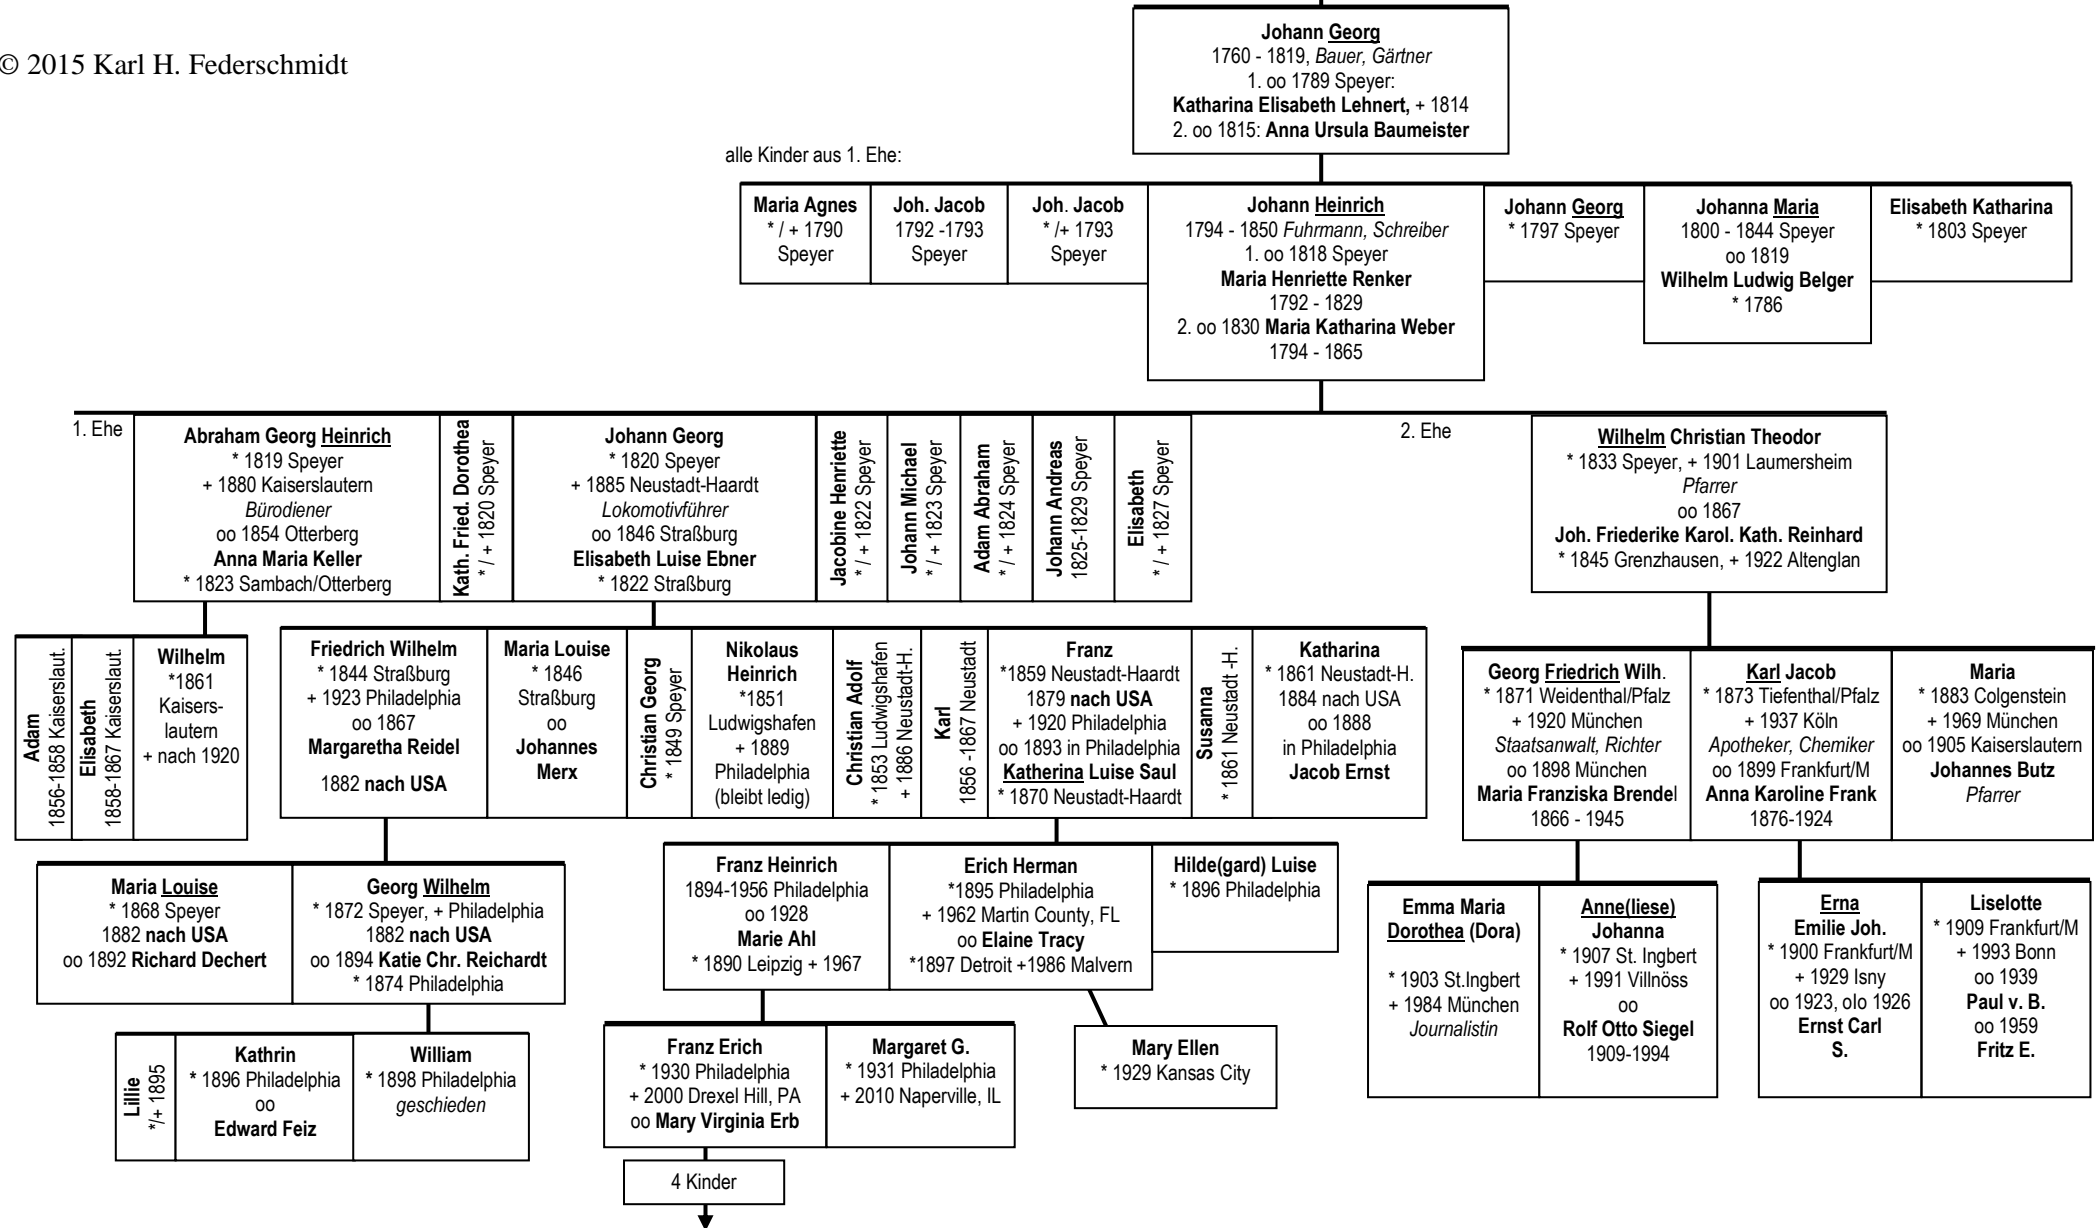 © 2015 Karl H. Federschmidt
Johann Georg
1760 - 1819, Bauer, Gärtner
1. oo 1789 Speyer:
Katharina Elisabeth Lehnert, + 1814
2. oo 1815: Anna Ursula Baumeister
alle Kinder aus 1. Ehe:
Maria Agnes
* / + 1790
Speyer
Joh. Jacob
1792 -1793
Speyer
Joh. Jacob
* /+ 1793
Speyer
Johann Heinrich
1794 - 1850 Fuhrmann, Schreiber
1. oo 1818 Speyer
Maria Henriette Renker
1792 - 1829
2. oo 1830 Maria Katharina Weber
1794 - 1865
Johann Georg
* 1797 Speyer
Johanna Maria
1800 - 1844 Speyer
oo 1819
Wilhelm Ludwig Belger
* 1786
Elisabeth Katharina
* 1803 Speyer
1. Ehe
Abraham Georg Heinrich
* 1819 Speyer
+ 1880 Kaiserslautern
Bürodiener
oo 1854 Otterberg
Anna Maria Keller
* 1823 Sambach/Otterberg
Kath. Fried. Dorothea
* / + 1820 Speyer
Johann Georg
* 1820 Speyer
+ 1885 Neustadt-Haardt
Lokomotivführer
oo 1846 Straßburg
Elisabeth Luise Ebner
* 1822 Straßburg
Jacobine Henriette
* / + 1822 Speyer
Johann Michael
* / + 1823 Speyer
Adam Abraham
* / + 1824 Speyer
Johann Andreas
1825-1829 Speyer
Elisabeth
* / + 1827 Speyer
2. Ehe
Wilhelm Christian Theodor
* 1833 Speyer, + 1901 Laumersheim
Pfarrer
oo 1867
Joh. Friederike Karol. Kath. Reinhard
* 1845 Grenzhausen, + 1922 Altenglan
Adam
1856-1858 Kaiserslaut.
Elisabeth
1858-1867 Kaiserslaut.
Wilhelm
*1861
Kaisers-
lautern
+ nach 1920
Friedrich Wilhelm
* 1844 Straßburg
+ 1923 Philadelphia
oo 1867
Margaretha Reidel
1882 nach USA
Maria Louise
* 1846
Straßburg
oo
Johannes
Merx
Christian Georg
* 1849 Speyer
Nikolaus
Heinrich
*1851
Ludwigshafen
+ 1889
Philadelphia
(bleibt ledig)
Christian Adolf
* 1853 Ludwigshafen
+ 1886 Neustadt-H.
Karl
1856 -1867 Neustadt
Franz
*1859 Neustadt-Haardt
1879 nach USA
+ 1920 Philadelphia
oo 1893 in Philadelphia
Katherina Luise Saul
* 1870 Neustadt-Haardt
Susanna
* 1861 Neustadt -H.
Katharina
* 1861 Neustadt-H.
1884 nach USA
oo 1888
in Philadelphia
Jacob Ernst
Georg Friedrich Wilh.
* 1871 Weidenthal/Pfalz
+ 1920 München
Staatsanwalt, Richter
oo 1898 München
Maria Franziska Brendel
1866 - 1945
Karl Jacob
* 1873 Tiefenthal/Pfalz
+ 1937 Köln
Apotheker, Chemiker
oo 1899 Frankfurt/M
Anna Karoline Frank
1876-1924
Maria
* 1883 Colgenstein
+ 1969 München
oo 1905 Kaiserslautern
Johannes Butz
Pfarrer
Maria Louise
* 1868 Speyer
1882 nach USA
oo 1892 Richard Dechert
Georg Wilhelm
* 1872 Speyer, + Philadelphia
1882 nach USA
oo 1894 Katie Chr. Reichardt
* 1874 Philadelphia
Franz Heinrich
1894-1956 Philadelphia
oo 1928
Marie Ahl
* 1890 Leipzig + 1967
Erich Herman
*1895 Philadelphia
+ 1962 Martin County, FL
oo Elaine Tracy
*1897 Detroit +1986 Malvern
Hilde(gard) Luise
* 1896 Philadelphia
Emma Maria
Dorothea (Dora)
* 1903 St.Ingbert
+ 1984 München
Journalistin
Anne(liese)
Johanna
* 1907 St. Ingbert
+ 1991 Villnöss
oo
Rolf Otto Siegel
1909-1994
Erna
Emilie Joh.
* 1900 Frankfurt/M
+ 1929 Isny
oo 1923, olo 1926
Ernst Carl
S.
Liselotte
* 1909 Frankfurt/M
+ 1993 Bonn
oo 1939
Paul v. B.
oo 1959
Fritz E.
Lillie
*/+ 1895
Kathrin
* 1896 Philadelphia
oo
Edward Feiz
William
* 1898 Philadelphia
geschieden
Franz Erich
* 1930 Philadelphia
+ 2000 Drexel Hill, PA
oo Mary Virginia Erb
Margaret G.
* 1931 Philadelphia
+ 2010 Naperville, IL
Mary Ellen
* 1929 Kansas City
4 Kinder